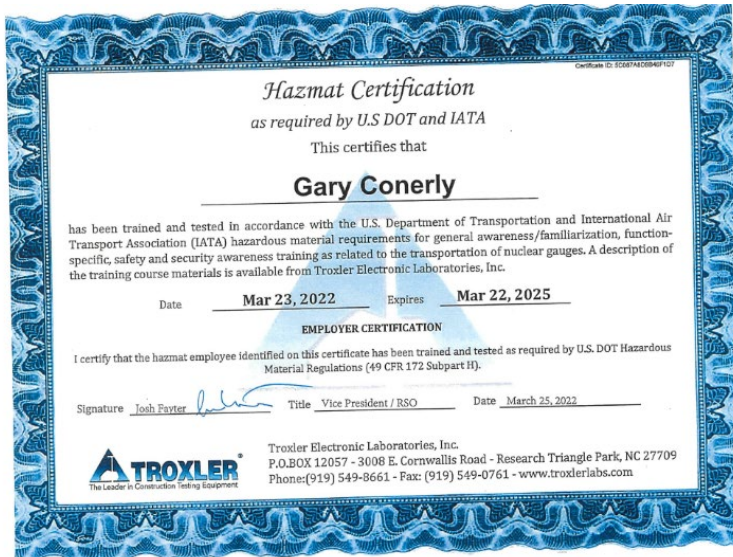 Hazmat Certification
as required by U.S DOT and IATA
This certifies that
Gary Conerly
has been trained and tested in accordance with the U.S. Department of Transportation and International Air
Transport Association (IATA) hazardous material requirements for general awareness/familiarization, function-
specific, safety and security awareness training as related to the transportation of nuclear gauges. A description of
the training course materials is available from Troxler Electronic Laboratories, Inc.
Date Mar 23, 2022 Expires Mar 22, 2025
EMPLOYER CERTIFICATION
I certify that the hazmat employee identified on this certificate has been trained and tested as required by U.S. DOT Hazardous
Material Regulations (49 CFR 172 Subpart H).
Signature Josh Favter Title Vice President / RSO Date March 25, 2022
Troxler Electronic Laboratories, Inc.
P.O.BOX 12057 - 3008 E. Cornwallis Road - Research Triangle Park, NC 27709
Phone:(919) 549-8661 - Fax: (919) 549-0761 - www.troxlerlabs.com
TROXLER®
The Leader in Construction Testing Equipment
Certificate ID: